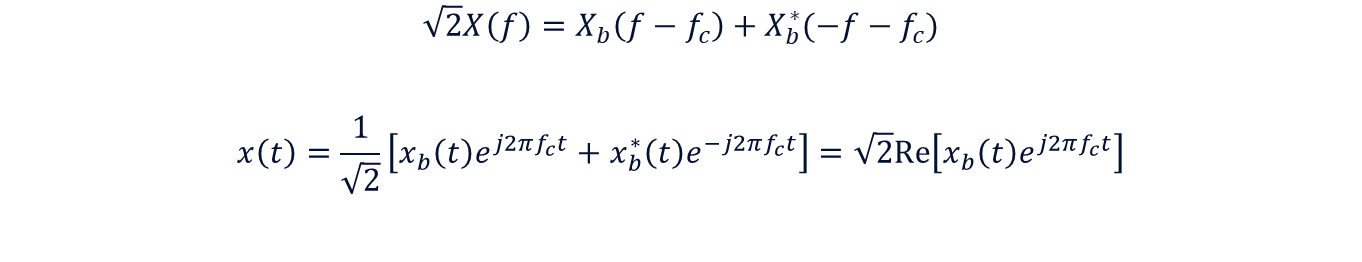 √2X(f) = X_b(f − f_c) + X_b^*(−f − f_c)
x(t) = 1/√2 [x_b(t)e^{j2πf_ct} + x_b^*(t)e^{−j2πf_ct}] = √2Re[x_b(t)e^{j2πf_ct}]